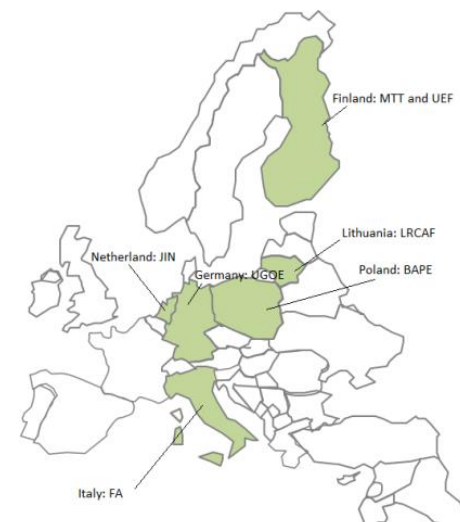 Finland: MTT and UEF
Lithuania: LRCAF
Netherland: JIN
Poland: BAPE
Germany: UGOE
Italy: FA